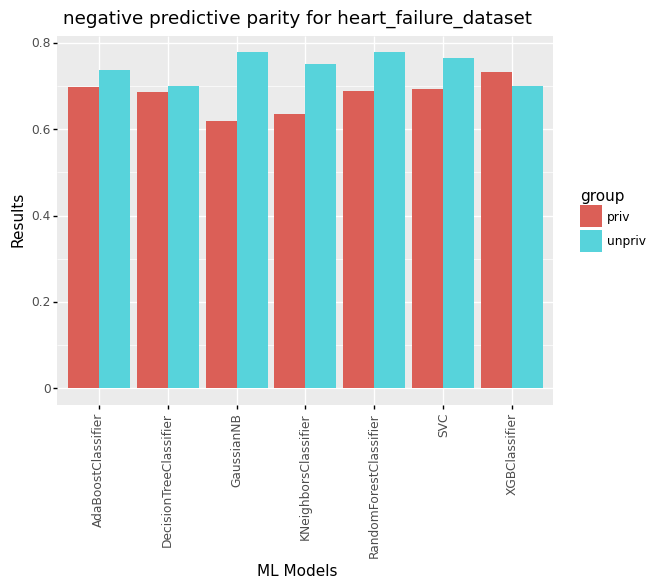 negative predictive parity for heart_failure_dataset
0.8
0.6
0.4
0.2
0
Results
AdaBoostClassifier
DecisionTreeClassifier
GaussianNB
KNeighborsClassifier
RandomForestClassifier
SVC
XGBClassifier
ML Models
group
priv
unpriv